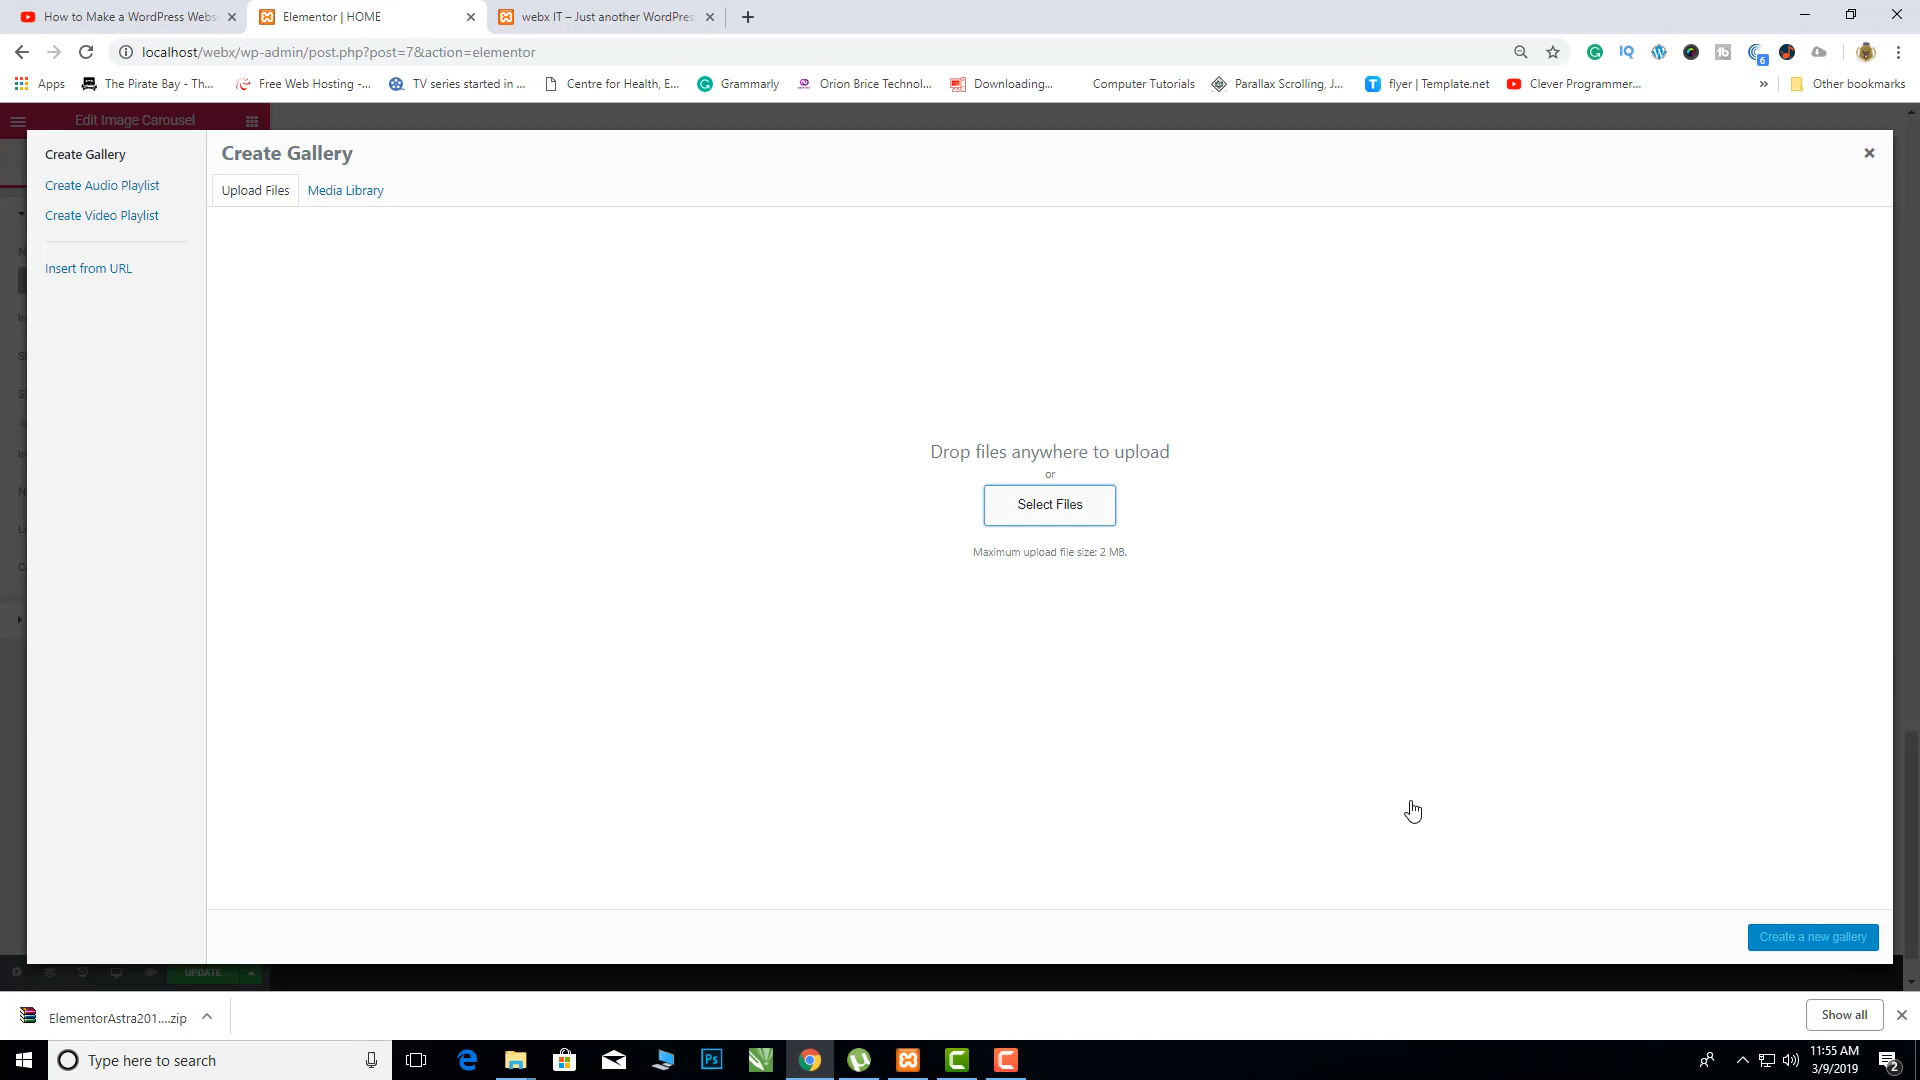 How to Make a WordPress Websi
Elementor | HOME
webx IT – Just another WordPres
localhost/webx/wp-admin/post.php?post=7&action=elementor
6
Apps
The Pirate Bay - Th...
Free Web Hosting -...
TV series started in ...
Centre for Health, E...
Grammarly
Orion Brice Technol...
Downloading...
Computer Tutorials
Parallax Scrolling, J...
flyer | Template.net
Clever Programmer...
Other bookmarks
Edit Image Carousel
Create Gallery
Create Audio Playlist
Create Video Playlist
Insert from URL
Create Gallery
Upload Files
Media Library
Drop files anywhere to upload
or
Select Files
Maximum upload file size: 2 MB.
Create a new gallery
UPDATE
ElementorAstra201....zip
Show all
Type here to search
Ps
11:55 AM
3/9/2019
2